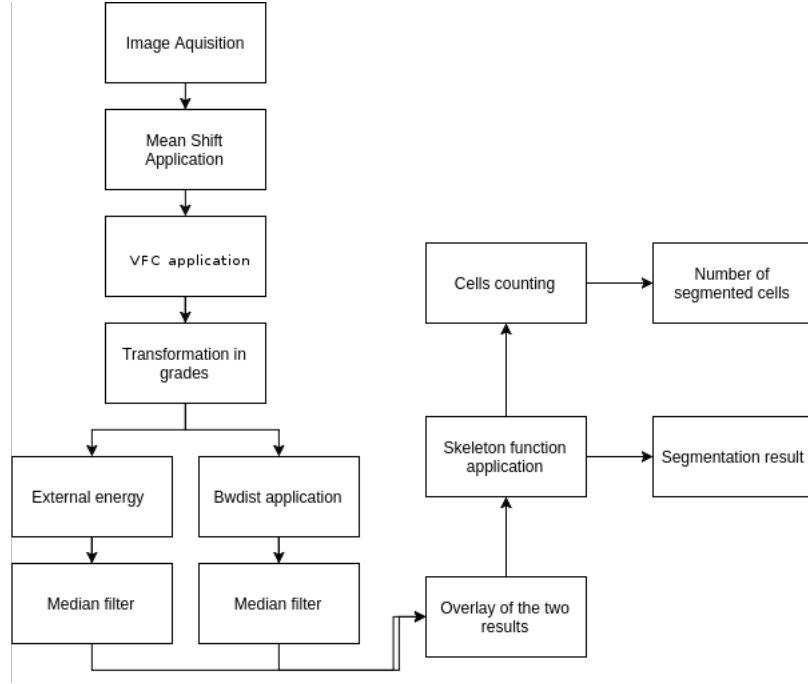 Image Aquisition
Mean Shift
Application
VFC application
Transformation in
grades
External energy
Bwdist application
Median filter
Median filter
Overlay of the two
results
Skeleton function
application
Segmentation result
Cells counting
Number of
segmented cells